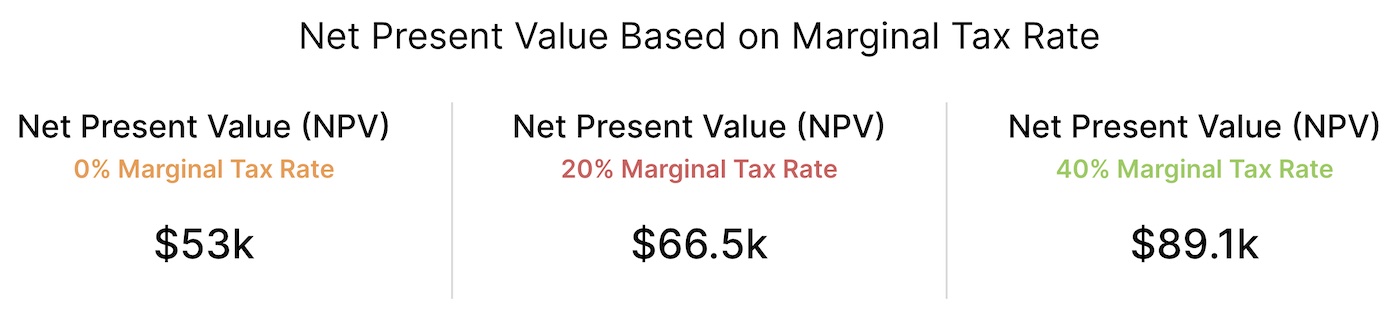 Net Present Value Based on Marginal Tax Rate
Net Present Value (NPV)
0% Marginal Tax Rate
$53k
Net Present Value (NPV)
20% Marginal Tax Rate
$66.5k
Net Present Value (NPV)
40% Marginal Tax Rate
$89.1k